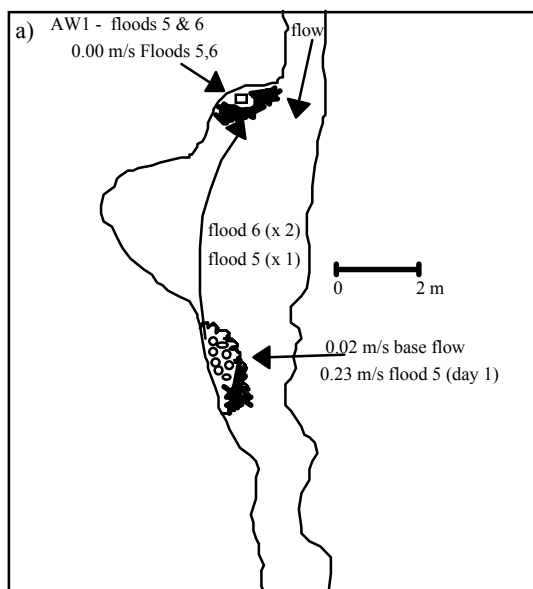 a)
AW1 - floods 5 & 6
0.00 m/s Floods 5,6
flow
flood 6 (x 2)
flood 5 (x 1)
0 2 m
0.02 m/s base flow
0.23 m/s flood 5 (day 1)